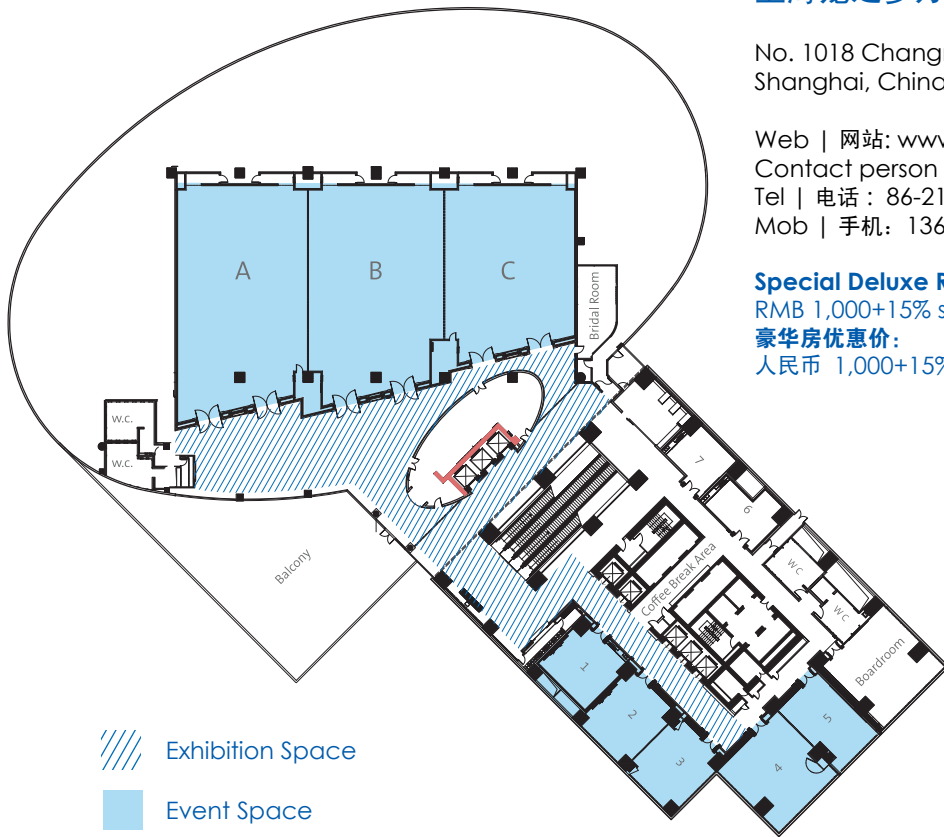 No. 1018 Chang
Shanghai, China
Web | 网站: www
Contact person
Tel | 电话 : 86-21
Mob | 手机: 136
Special Deluxe R
RMB 1,000+15% s
豪华房优惠价:
人民币 1,000+15%
A
B
C
Bridal Room
w.c.
w.c.
7
6
W C
W C
Coffee Break Area
Boardroom
Balcony
1
2
3
4
5
Exhibition Space
Event Space